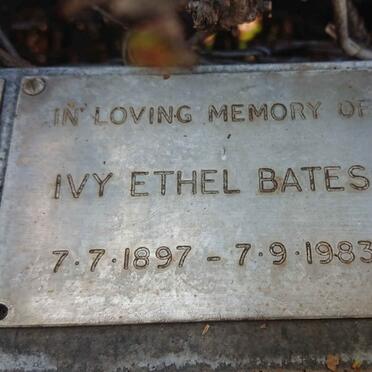 IN LOVING MEMORY OF
IVY ETHEL BATES
7·7·1897 – 7·9·1983